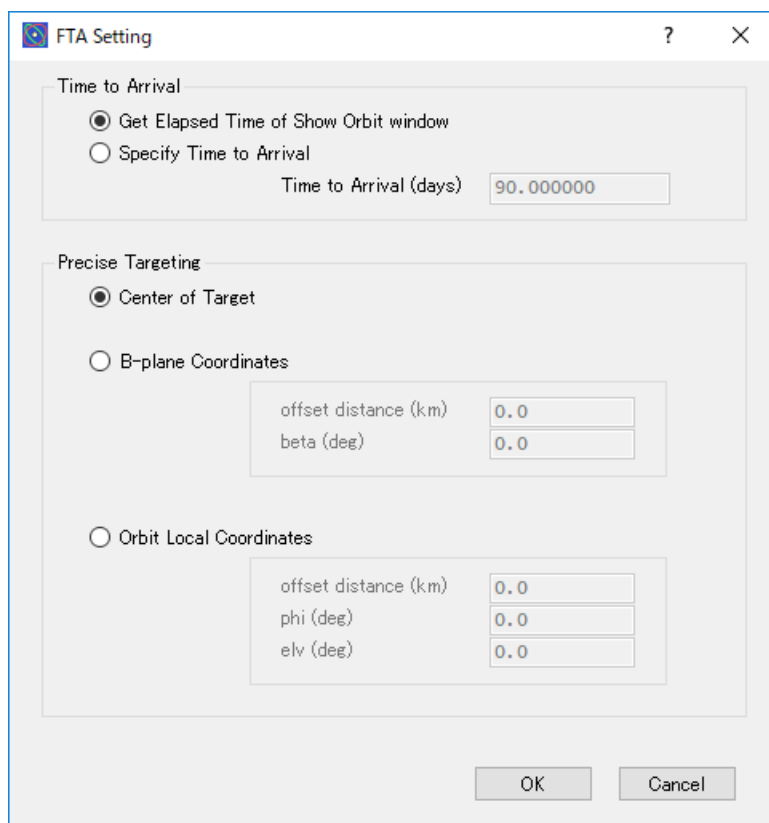 FTA Setting
Time to Arrival
Get Elapsed Time of Show Orbit window
Specify Time to Arrival
Time to Arrival (days) 90.000000
Precise Targeting
Center of Target
B-plane Coordinates
offset distance (km) 0.0
beta (deg) 0.0
Orbit Local Coordinates
offset distance (km) 0.0
phi (deg) 0.0
elv (deg) 0.0
OK Cancel